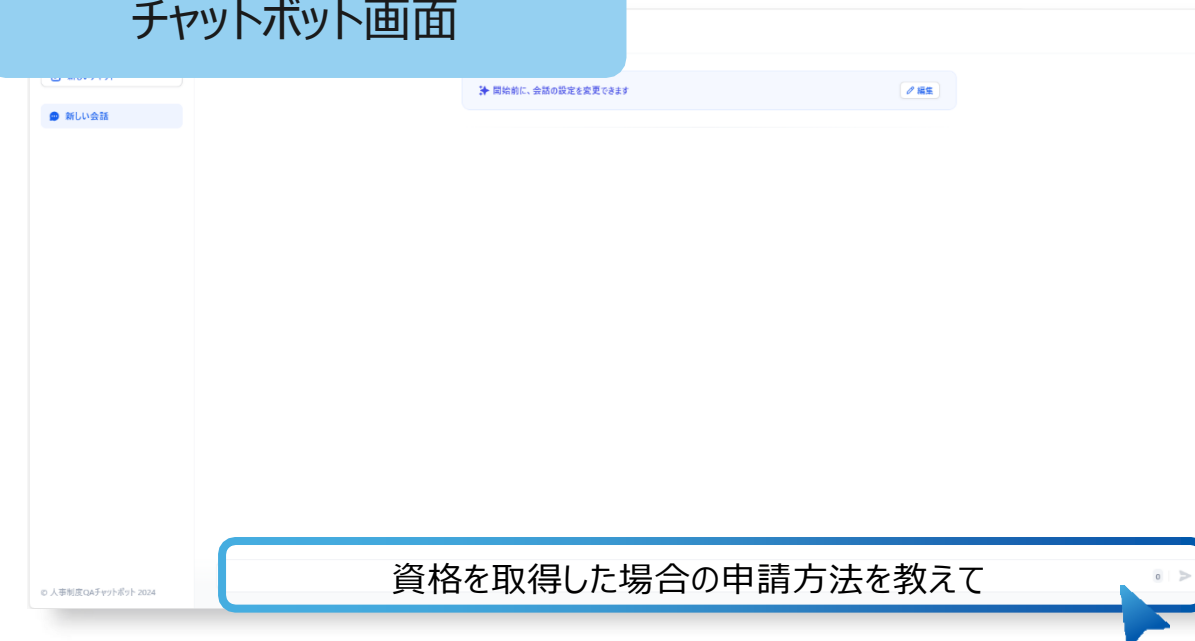 チャットボット画面
開始前に、会話の設定を変更できます
編集
新しい会話
資格を取得した場合の申請方法を教えて
0
© 人事制度QAチャットボット 2024